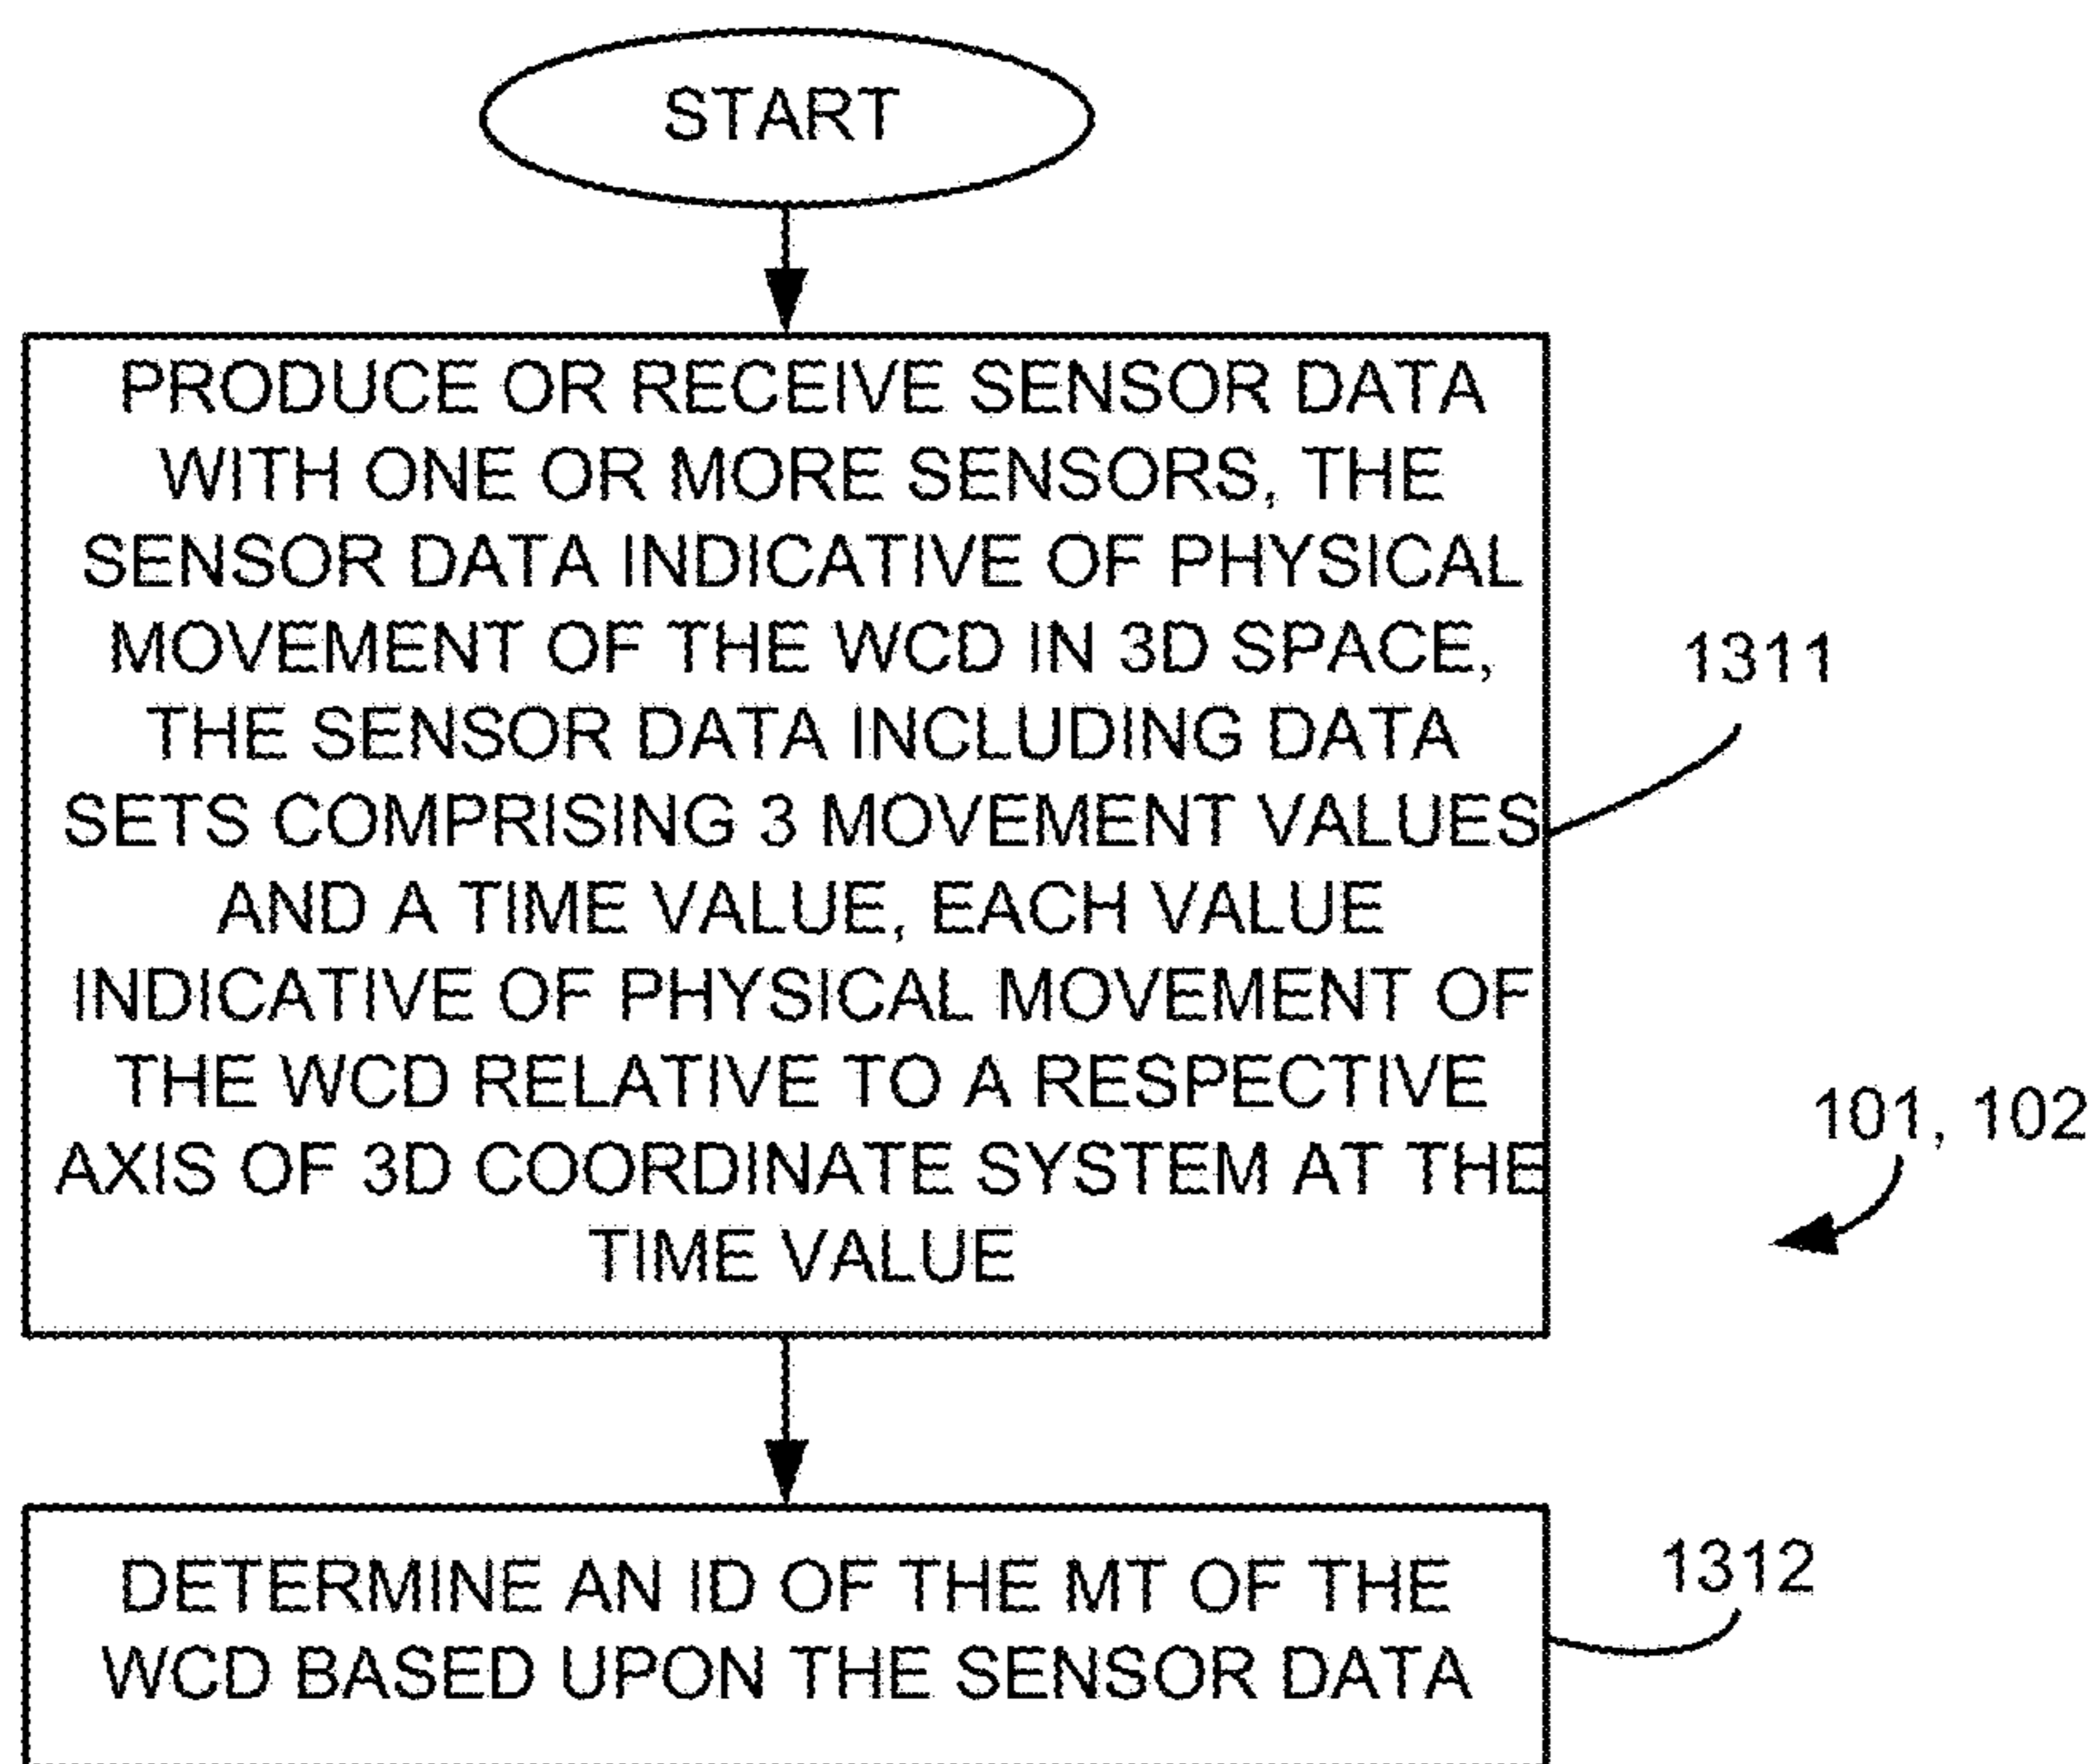 START
PRODUCE OR RECEIVE SENSOR DATA
WITH ONE OR MORE SENSORS, THE
SENSOR DATA INDICATIVE OF PHYSICAL
MOVEMENT OF THE WCD IN 3D SPACE,
THE SENSOR DATA INCLUDING DATA
SETS COMPRISING 3 MOVEMENT VALUES
AND A TIME VALUE, EACH VALUE
INDICATIVE OF PHYSICAL MOVEMENT OF
THE WCD RELATIVE TO A RESPECTIVE
AXIS OF 3D COORDINATE SYSTEM AT THE
TIME VALUE
1311
101, 102
DETERMINE AN ID OF THE MT OF THE
WCD BASED UPON THE SENSOR DATA
1312